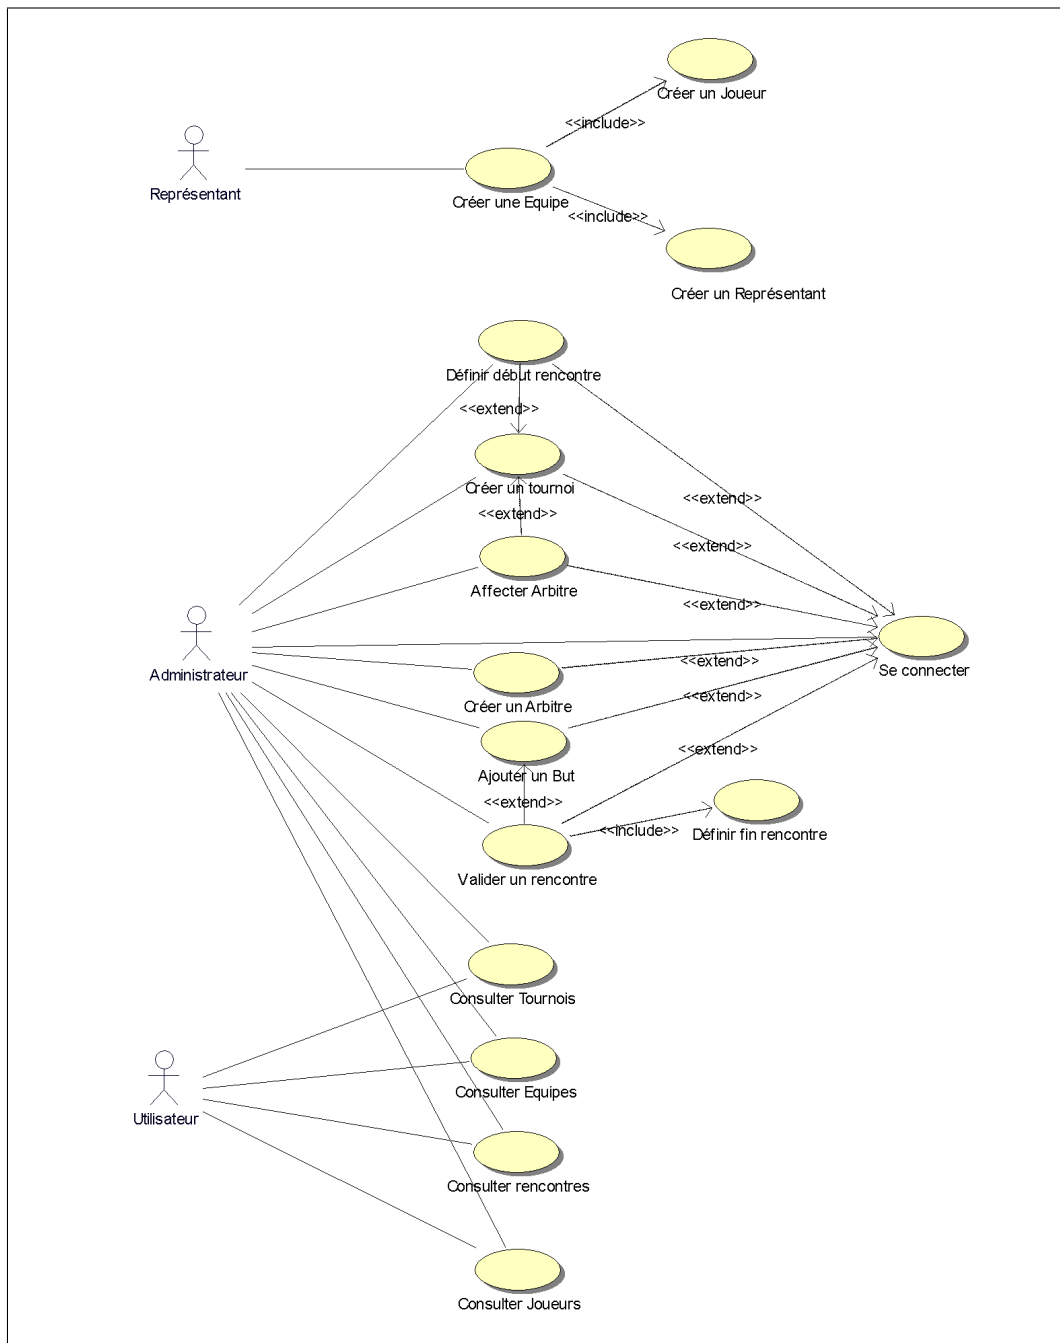 Créer un Joueur
<<include>>
Représentant
Créer une Equipe
<<include>>
Créer un Représentant
Définir début rencontre
<<extend>>
Créer un tournoi
<<extend>>
<<extend>>
<<extend>>
Affecter Arbitre
<<extend>>
Administrateur
<<extend>>
Se connecter
Créer un Arbitre
<<extend>>
Ajouter un But
<<extend>>
<<extend>>
<<include>>
Définir fin rencontre
Valider un rencontre
Consulter Tournois
Consulter Equipes
Utilisateur
Consulter rencontres
Consulter Joueurs